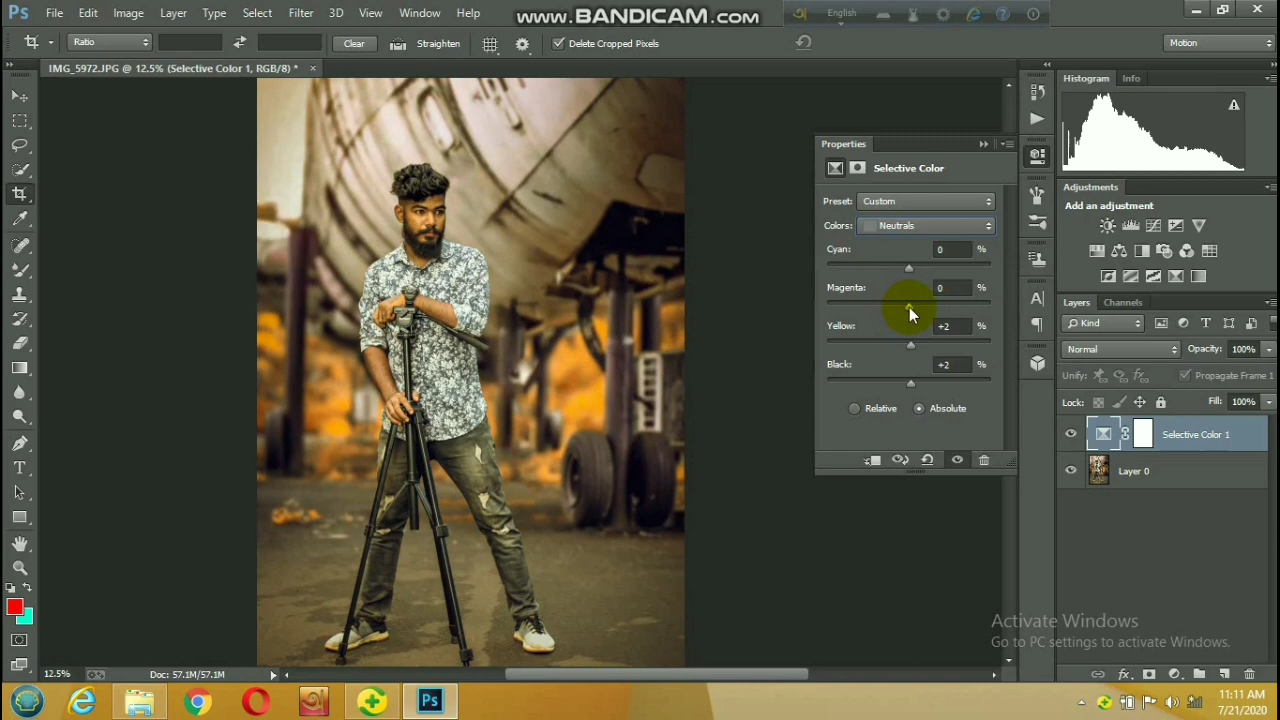 Ps File Edit Image Layer Type Select Filter 3D View Window Help
www.BANDICAM.com
English
Ratio
Clear
Straighten
Delete Cropped Pixels
Motion
IMG_5972.JPG @ 12.5% (Selective Color 1, RGB/8) * ×
Histogram Info
Properties
Selective Color
Preset: Custom
Colors: Neutrals
Cyan: 0 %
Magenta: 0 %
Yellow: +2 %
Black: +2 %
Relative Absolute
Adjustments
Add an adjustment
Layers Channels
Kind
Normal Opacity: 100%
Unify: Propagate Frame 1
Lock: Fill: 100%
Selective Color 1
Layer 0
Activate Windows
Go to PC settings to activate Windows.
12.5% Doc: 57.1M/57.1M
Ps
11:11 AM
7/21/2020